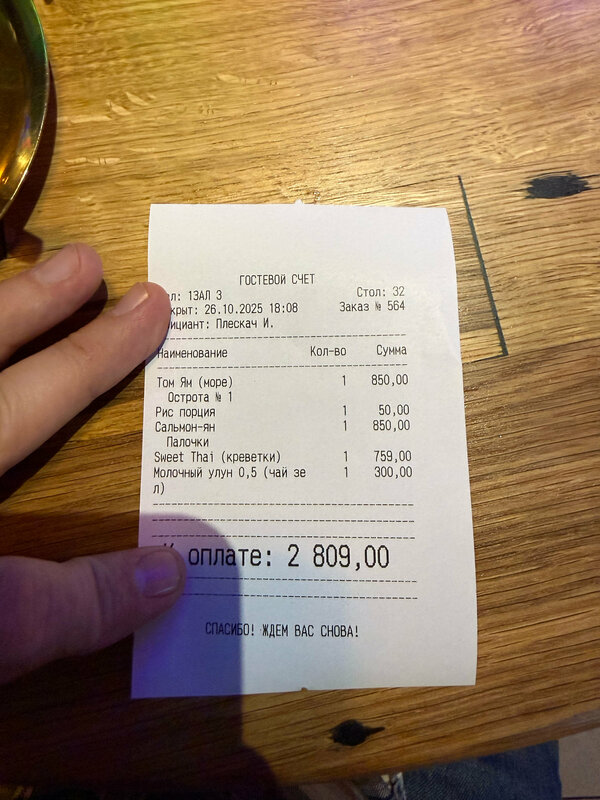 ГОСТЕВОЙ СЧЕТ
1ЗАЛ 3 Стол: 32
26.10.2025 18:08 Заказ № 564
Плескач И.
Наименование Кол-во Сумма
Том Ям (море) 1 850,00
Острота № 1
Рис порция 1 50,00
Сальмон-ян 1 850,00
Палочки
Sweet Thai (креветки) 1 759,00
Молочный улун 0,5 (чай зе 1 300,00
л)
оплате: 2 809,00
СПАСИБО! ЖДЕМ ВАС СНОВА!